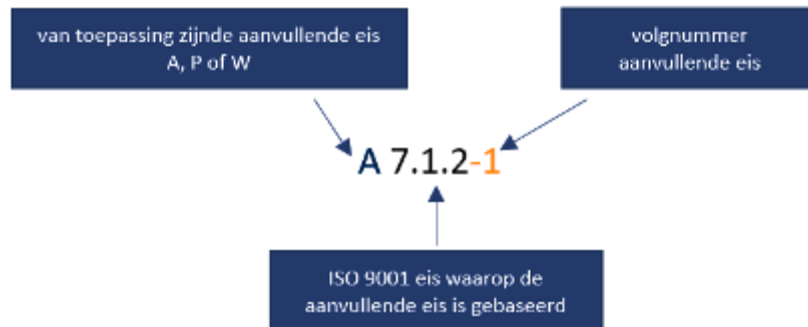 van toepassing zijnde aanvullende eis
A, P of W
volgnummer
aanvullende eis
A 7.1.2-1
ISO 9001 eis waarop de
aanvullende eis is gebaseerd